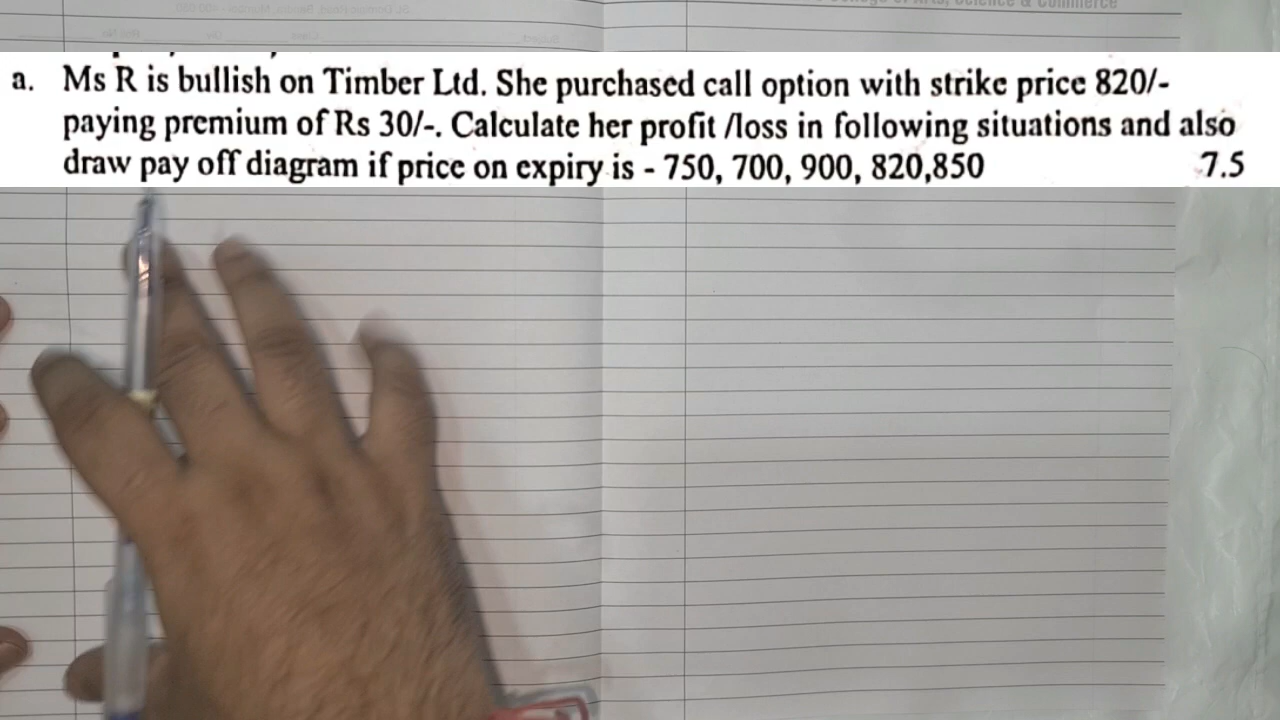 a. Ms R is bullish on Timber Ltd. She purchased call option with strike price 820/-
paying premium of Rs 30/-. Calculate her profit /loss in following situations and also
draw pay off diagram if price on expiry is - 750, 700, 900, 820,850 7.5